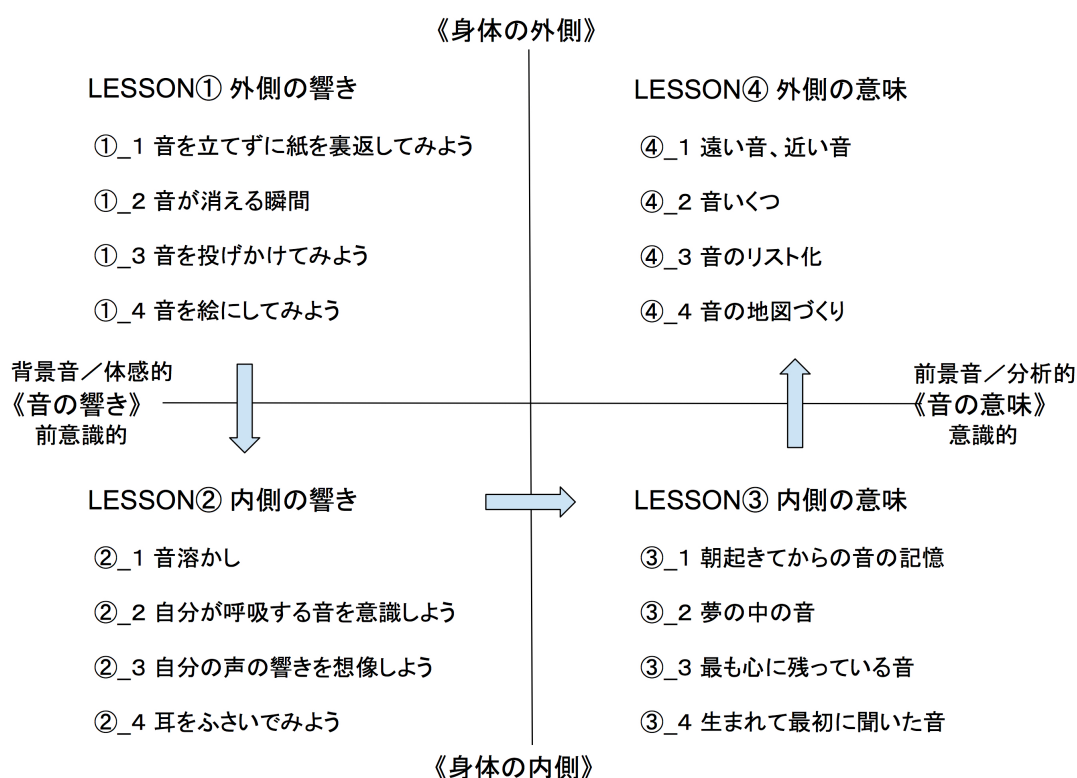 《身体の外側》
LESSON① 外側の響き
①_1 音を立てずに紙を裏返してみよう
①_2 音が消える瞬間
①_3 音を投げかけてみよう
①_4 音を絵にしてみよう
LESSON④ 外側の意味
④_1 遠い音、近い音
④_2 音いくつ
④_3 音のリスト化
④_4 音の地図づくり
背景音／体感的
《音の響き》
前意識的
前景音／分析的
《音の意味》
意識的
LESSON② 内側の響き
②_1 音溶かし
②_2 自分が呼吸する音を意識しよう
②_3 自分の声の響きを想像しよう
②_4 耳をふさいでみよう
LESSON③ 内側の意味
③_1 朝起きてからの音の記憶
③_2 夢の中の音
③_3 最も心に残っている音
③_4 生まれて最初に聞いた音
《身体の内側》